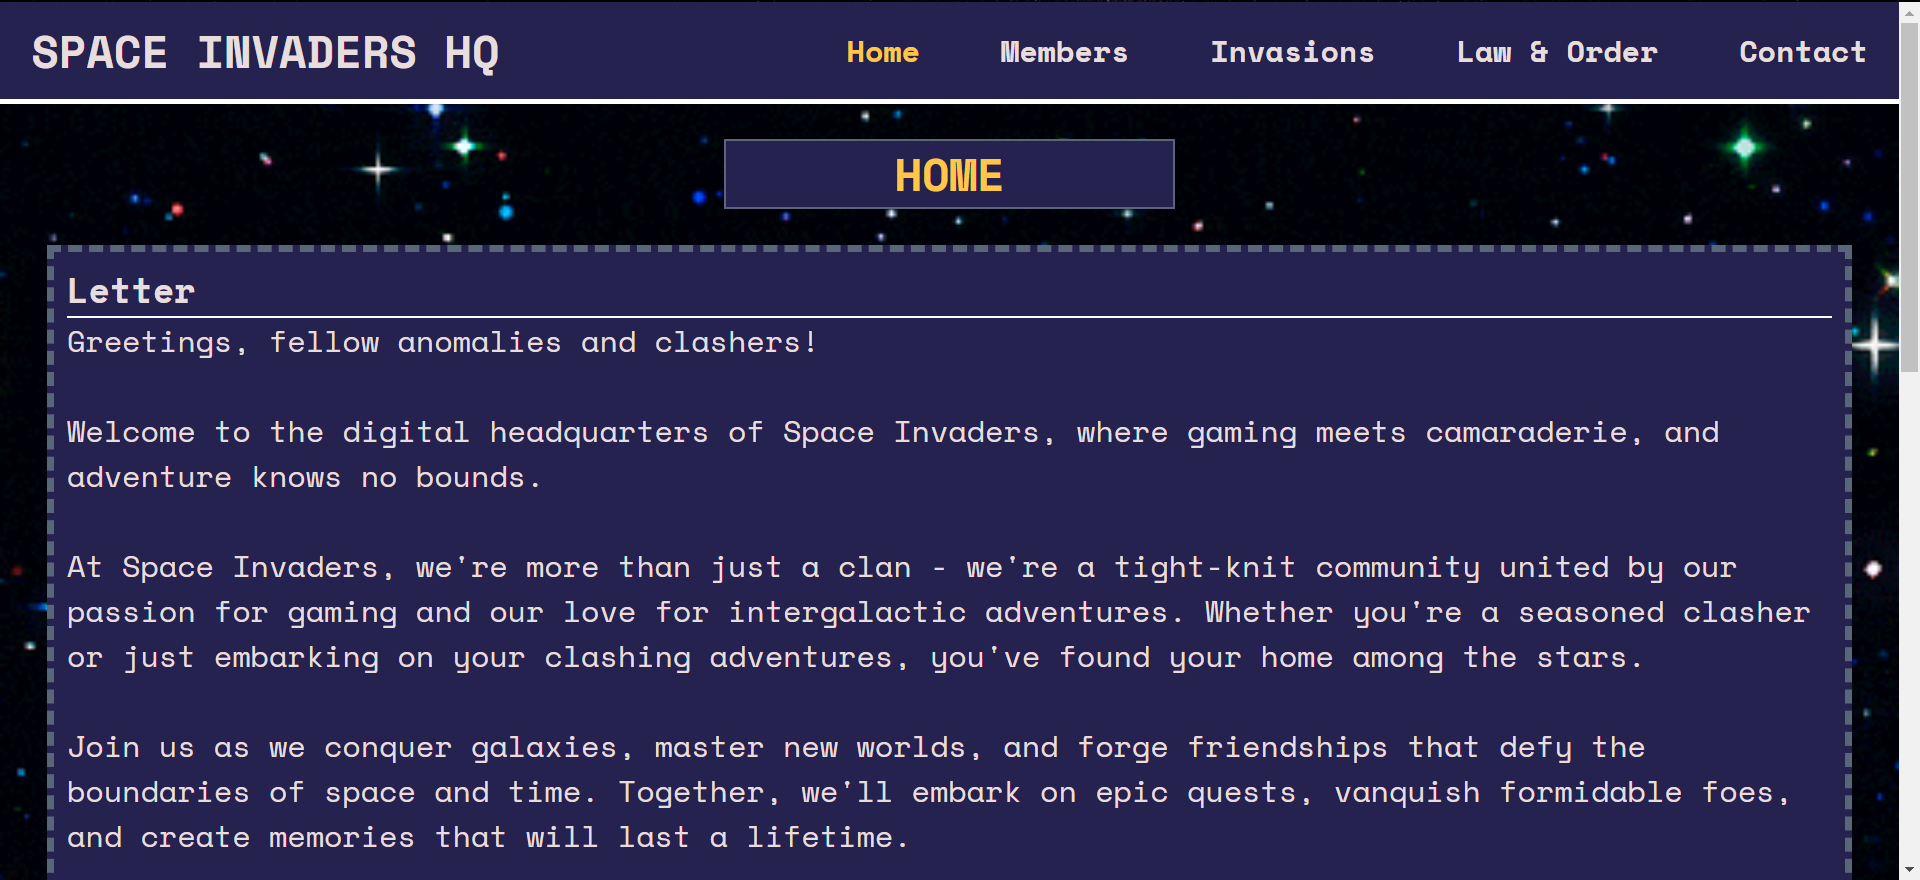 SPACE INVADERS HQ
Home Members Invasions Law & Order Contact
HOME
Letter
Greetings, fellow anomalies and clashers!
Welcome to the digital headquarters of Space Invaders, where gaming meets camaraderie, and
adventure knows no bounds.
At Space Invaders, we're more than just a clan - we're a tight-knit community united by our
passion for gaming and our love for intergalactic adventures. Whether you're a seasoned clasher
or just embarking on your clashing adventures, you've found your home among the stars.
Join us as we conquer galaxies, master new worlds, and forge friendships that defy the
boundaries of space and time. Together, we'll embark on epic quests, vanquish formidable foes,
and create memories that will last a lifetime.